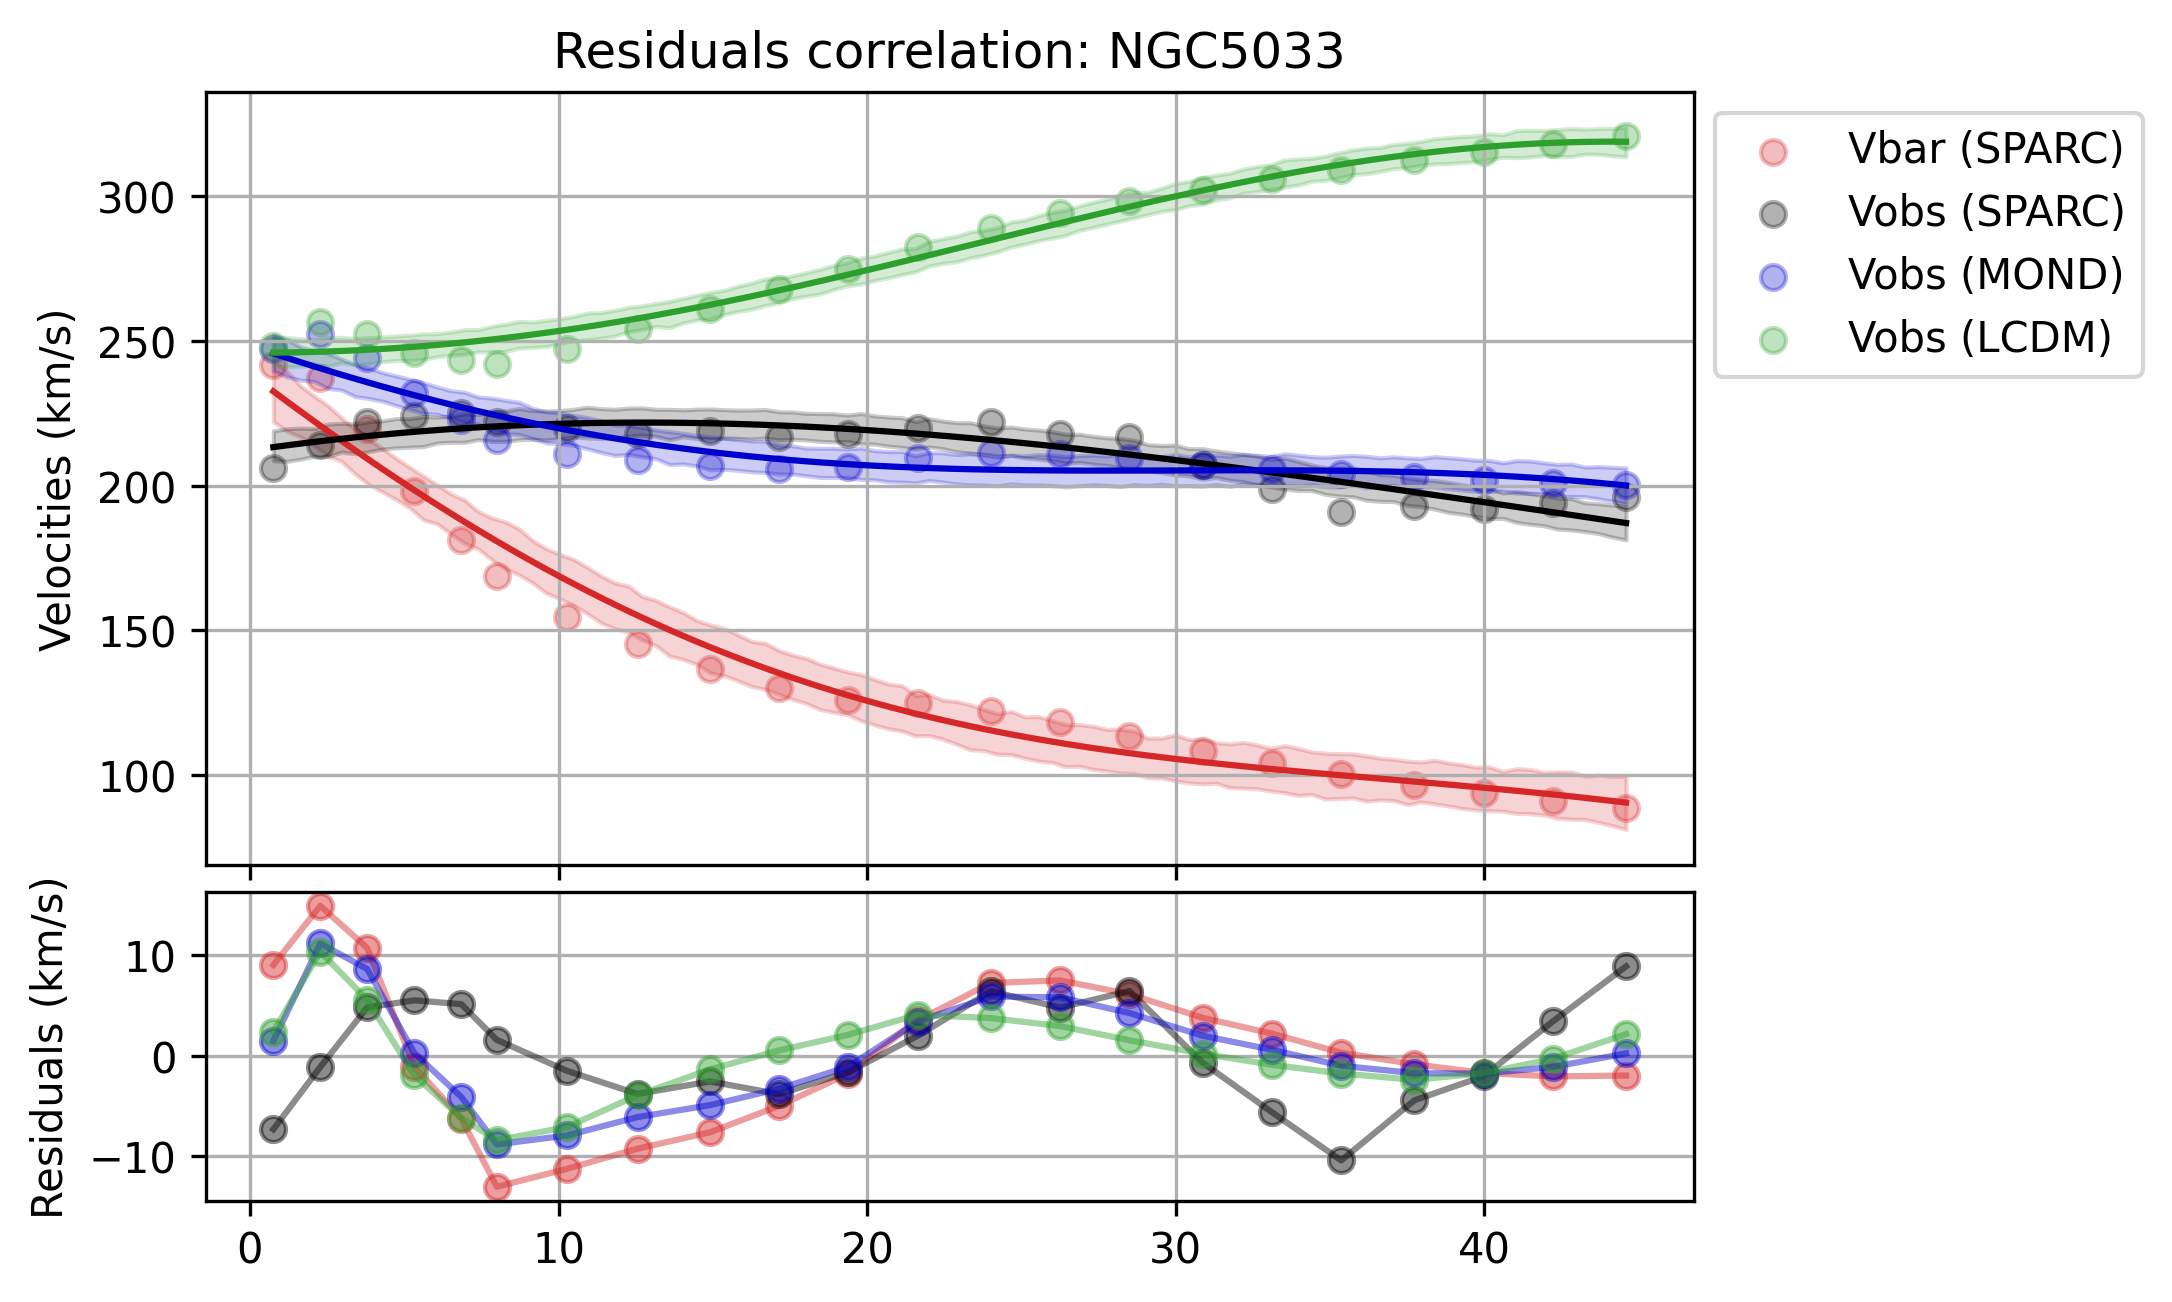 Residuals correlation: NGC5033
Velocities (km/s)
300
250
200
150
100
Vbar (SPARC)
Vobs (SPARC)
Vobs (MOND)
Vobs (LCDM)
Residuals (km/s)
10
0
−10
0 10 20 30 40